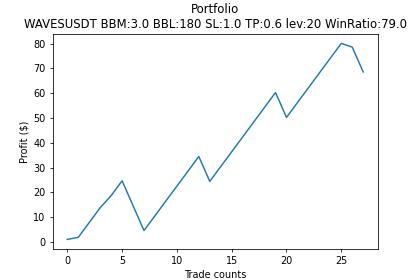 Portfolio
WAVESUSDT BBM:3.0 BBL:180 SL:1.0 TP:0.6 lev:20 WinRatio:79.0
80
70
60
50
40
30
20
10
0
Profit ($)
0 5 10 15 20 25
Trade counts